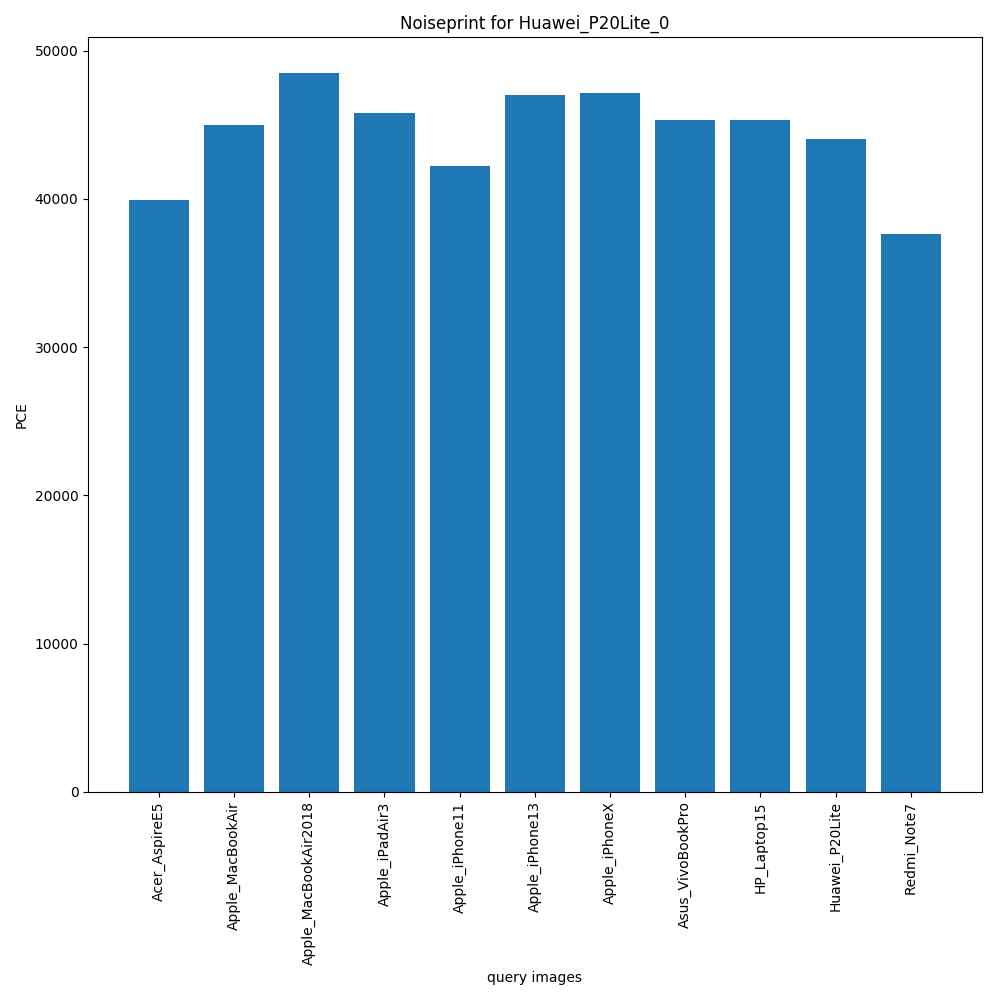 Noiseprint for Huawei_P20Lite_0
50000
40000
30000
20000
10000
0
PCE
Acer_AspireE5
Apple_MacBookAir
Apple_MacBookAir2018
Apple_iPadAir3
Apple_iPhone11
Apple_iPhone13
Apple_iPhoneX
Asus_VivoBookPro
HP_Laptop15
Huawei_P20Lite
Redmi_Note7
query images